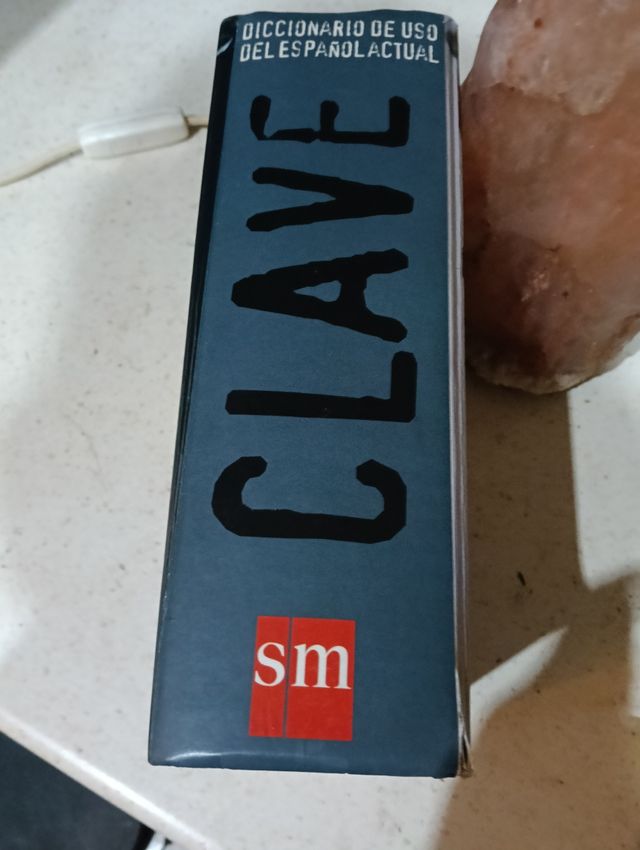 DICCIONARIO DE USO
DEL ESPAÑOL ACTUAL
CLAVE
sm